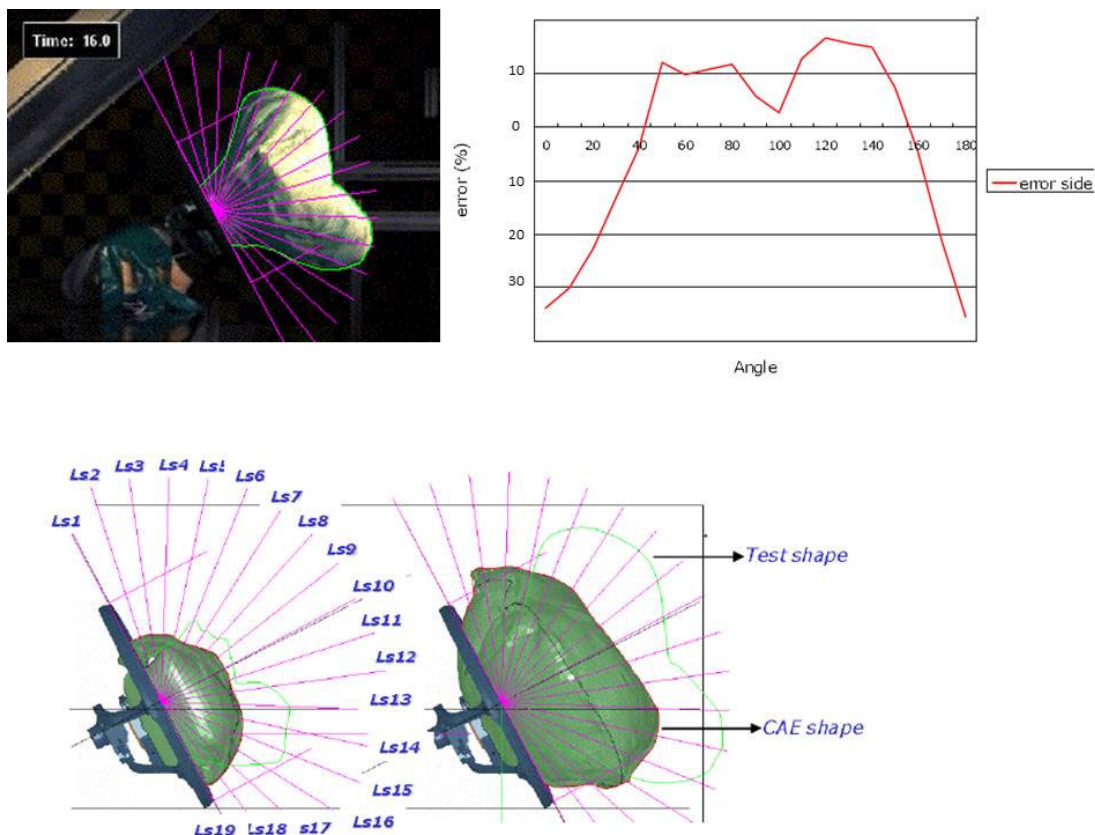 Time: 16.0
10
0
10
20
30
0 20 40 60 80 100 120 140 160 180
error (%)
Angle
error side
Ls1
Ls2
Ls3
Ls4
Ls5
Ls6
Ls7
Ls8
Ls9
Ls10
Ls11
Ls12
Ls13
Ls14
Ls15
Ls16
s17
Ls18
Ls19
Test shape
CAE shape